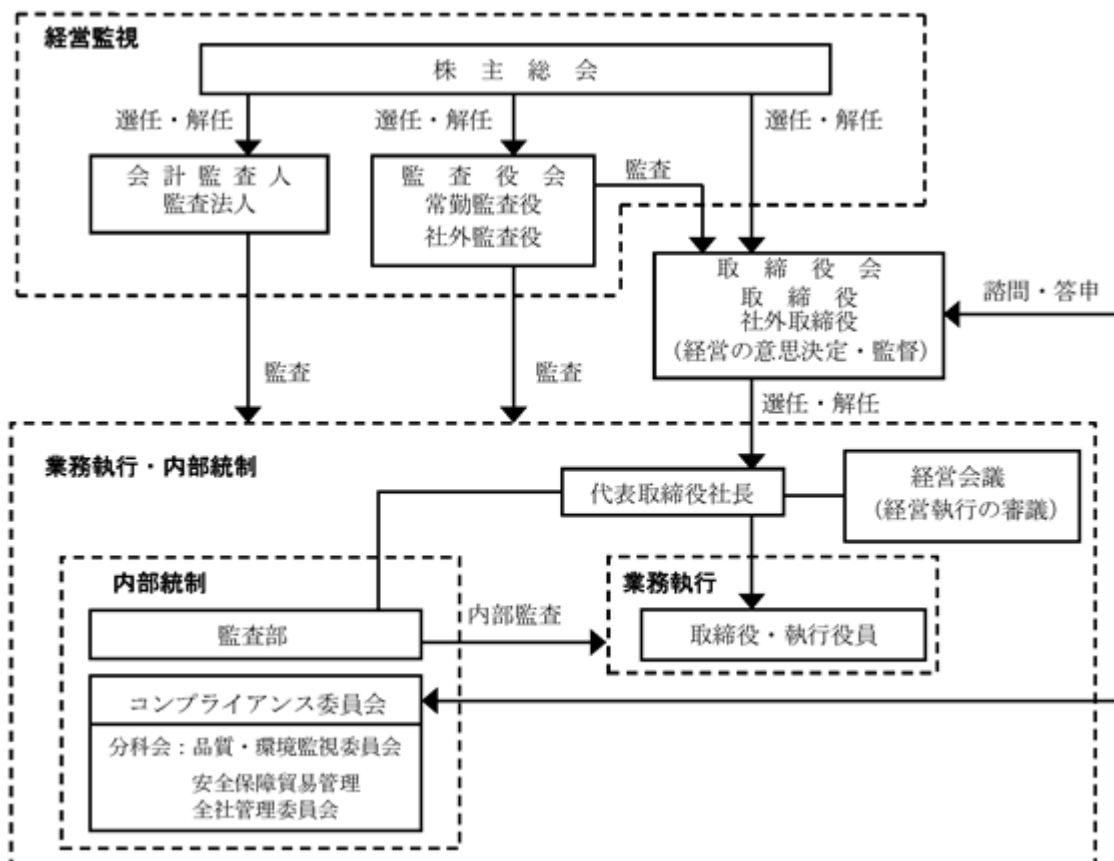 経営監視
株主総会
選任・解任
選任・解任
選任・解任
会計監査人
監査法人
監査役会
常勤監査役
社外監査役
監査
取締役会
取締役
社外取締役
(経営の意思決定・監督)
諮問・答申
監査
監査
選任・解任
業務執行・内部統制
代表取締役社長
経営会議
(経営執行の審議)
内部統制
業務執行
監査部
内部監査
取締役・執行役員
コンプライアンス委員会
分科会：品質・環境監視委員会
安全保障貿易管理
全社管理委員会